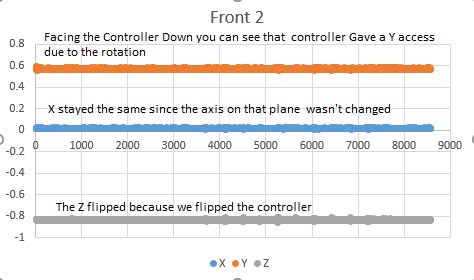 Front 2
Facing the Controller Down you can see that controller Gave a Y access
due to the rotation
X stayed the same since the axis on that plane wasn't changed
The Z flipped because we flipped the controller
0.8
0.6
0.4
0.2
0
-0.2
-0.4
-0.6
-0.8
-1
0 1000 2000 3000 4000 5000 6000 7000 8000 9000
X Y Z